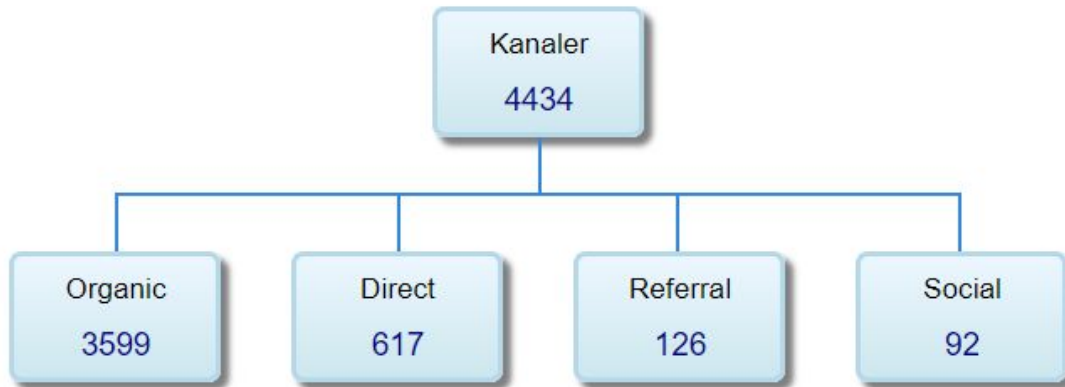 Kanaler
4434
Organic
3599
Direct
617
Referral
126
Social
92